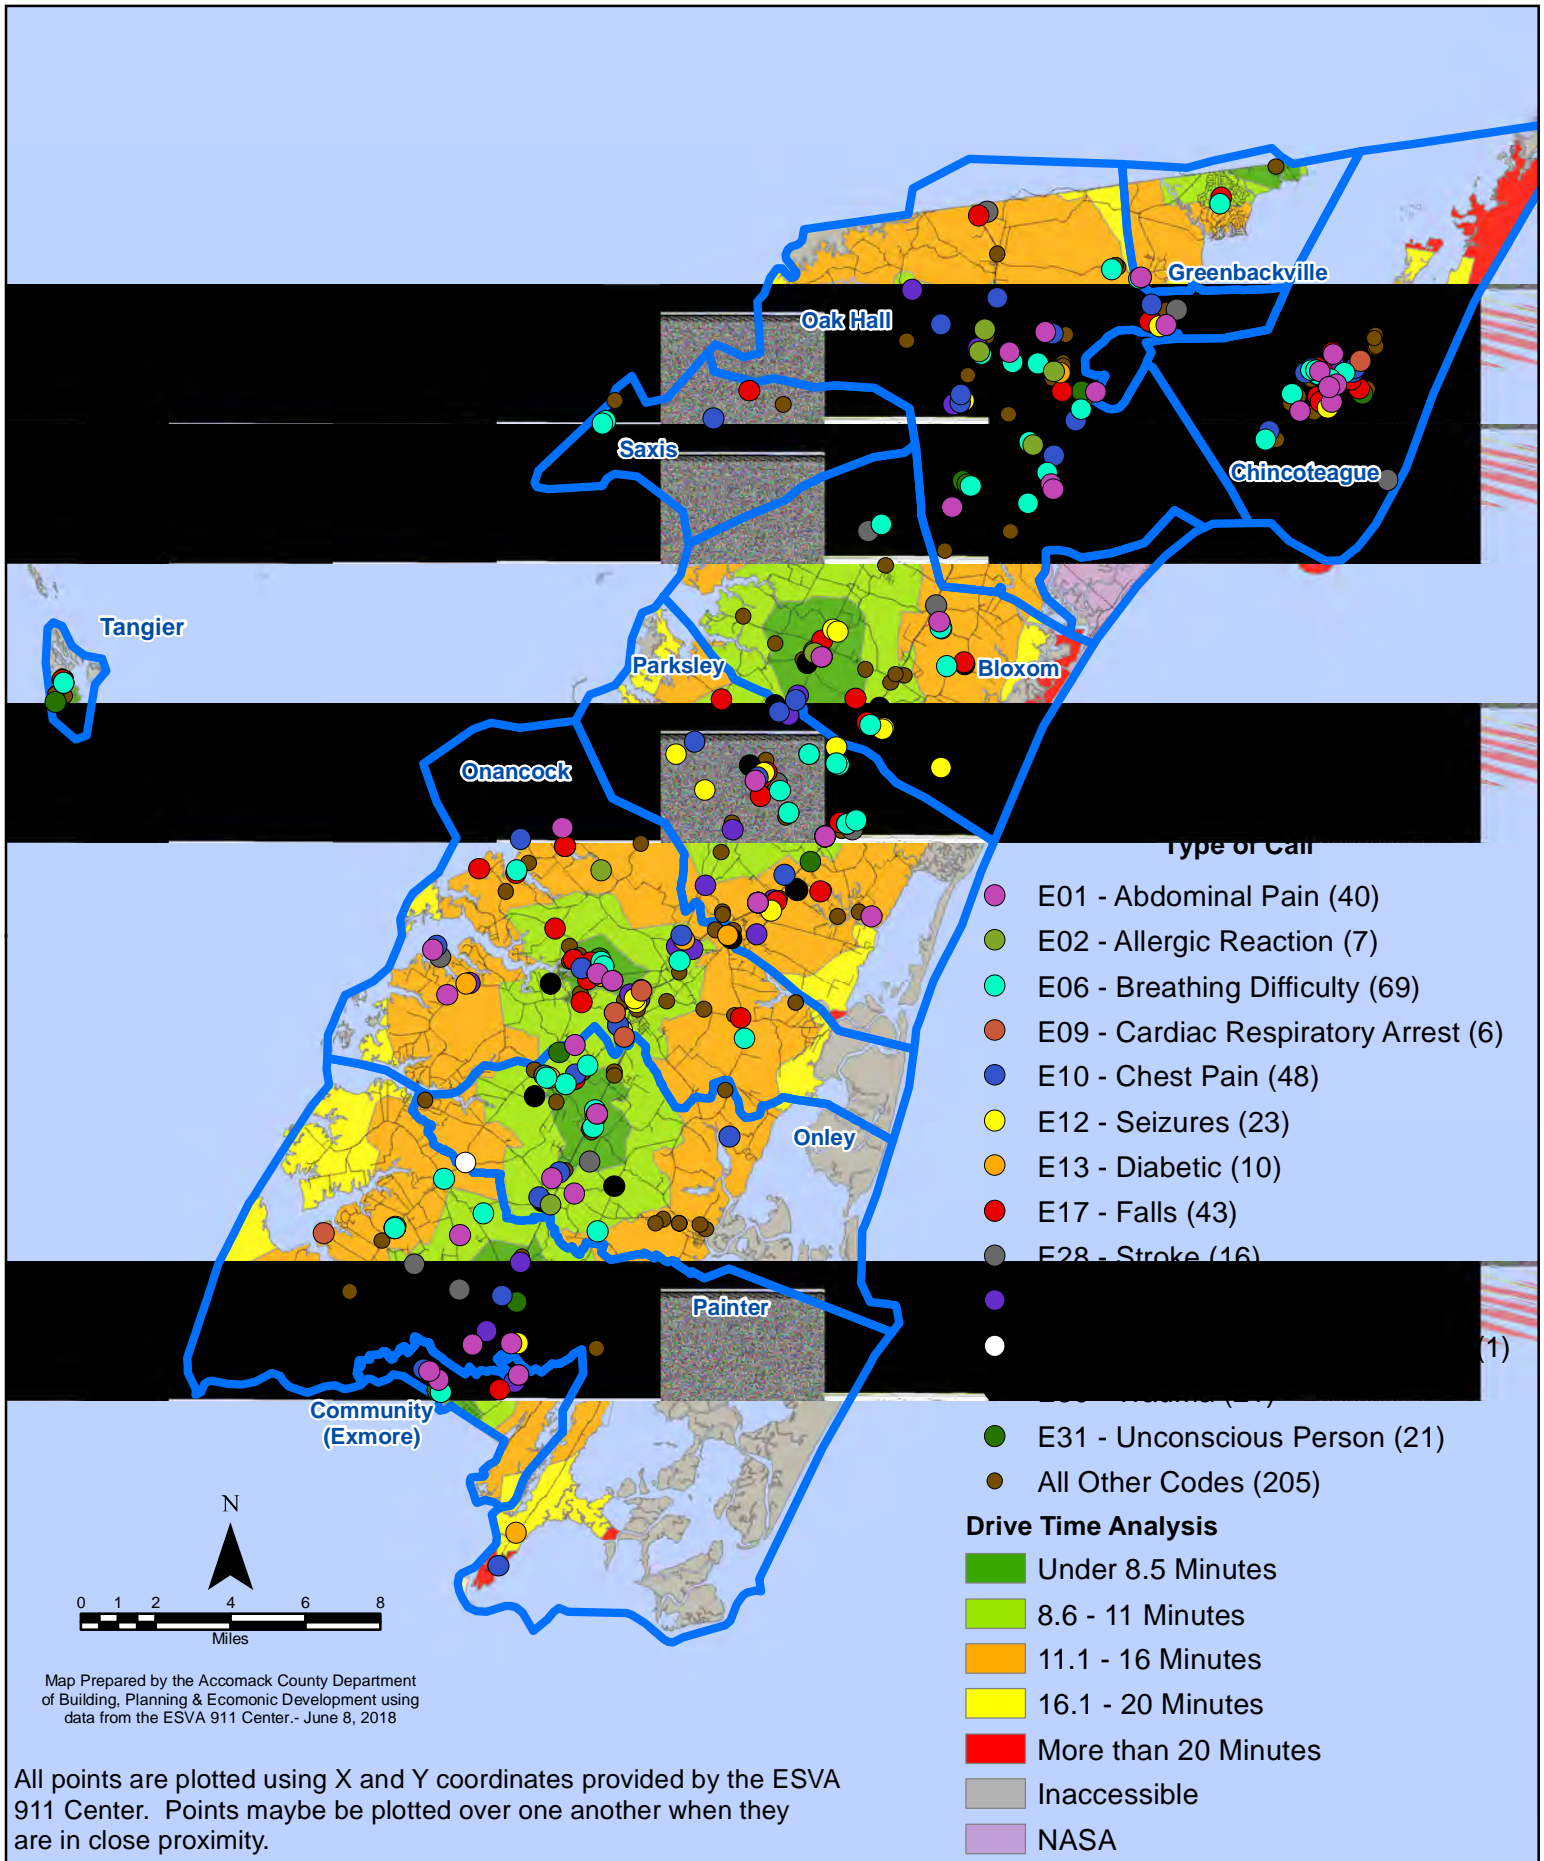 Greenbackville
Oak Hall
Saxis
Chincoteague
Tangier
Parksley
Bloxom
Onancock
Type of Call
E01 - Abdominal Pain (40)
E02 - Allergic Reaction (7)
E06 - Breathing Difficulty (69)
E09 - Cardiac Respiratory Arrest (6)
E10 - Chest Pain (48)
E12 - Seizures (23)
E13 - Diabetic (10)
E17 - Falls (43)
E28 - Stroke (16)
(1)
E31 - Unconscious Person (21)
All Other Codes (205)
Onley
Painter
Community
(Exmore)
Drive Time Analysis
Under 8.5 Minutes
8.6 - 11 Minutes
11.1 - 16 Minutes
16.1 - 20 Minutes
More than 20 Minutes
Inaccessible
NASA
N
0 1 2 4 6 8
Miles
Map Prepared by the Accomack County Department
of Building, Planning & Ecomonic Development using
data from the ESVA 911 Center.- June 8, 2018
All points are plotted using X and Y coordinates provided by the ESVA
911 Center. Points maybe be plotted over one another when they
are in close proximity.